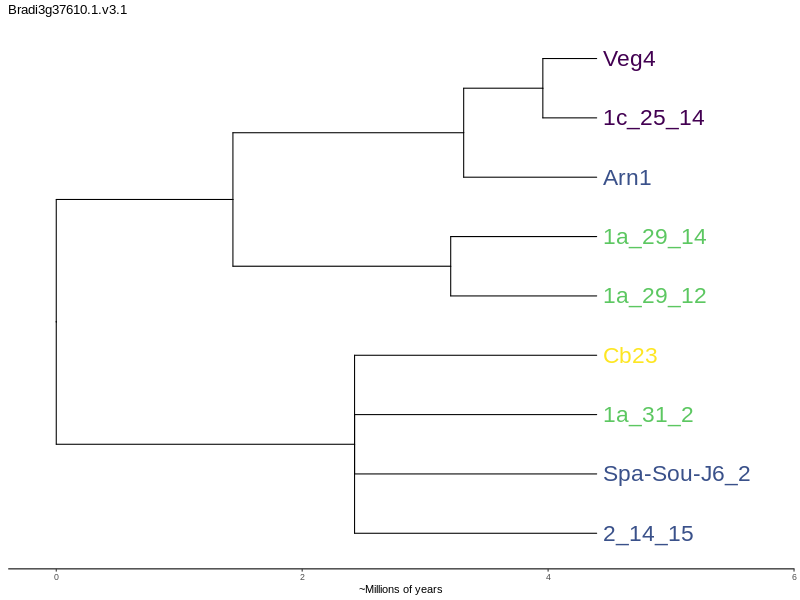 Bradi3g37610.1.v3.1
Veg4
1c_25_14
Arn1
1a_29_14
1a_29_12
Cb23
1a_31_2
Spa-Sou-J6_2
2_14_15
0 2 4 6
~Millions of years